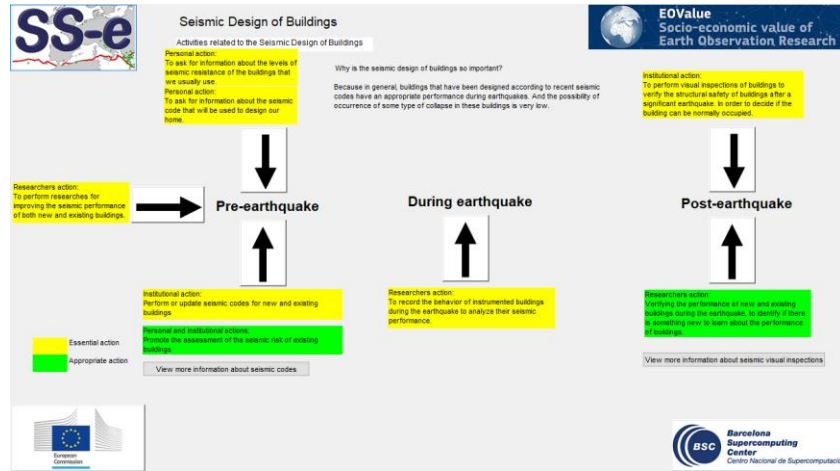 SS-e
Seismic Design of Buildings
EOValue
Socio-economic value of
Earth Observation Research
Activities related to the Seismic Design of Buildings
Personal action:
To ask for information about the levels of
seismic resistance of the buildings that
we usually use.
Personal action:
To ask for information about the seismic
code that will be used to design our
home.
Why is the seismic design of buildings so important?
Because in general, buildings that have been designed according to recent seismic
codes have an appropriate performance during earthquakes. And the possibility of
occurrence of some type of collapse in these buildings is very low.
Institutional action:
To perform visual inspections of buildings to
verify the structural safety of buildings after a
significant earthquake. In order to decide if the
building can be normally occupied.
Researchers action:
To perform researches for
improving the seismic performance
of both new and existing buildings.
Pre-earthquake
During earthquake
Post-earthquake
Institutional action:
Perform or update seismic codes for new and existing
buildings
Personal and institutional actions:
Promote the assessment of the seismic risk of existing
buildings
View more information about seismic codes
Researchers action:
To record the behavior of instrumented buildings
during the earthquake to analyze their seismic
performance.
Researchers action:
Verifying the performance of new and existing
buildings during the earthquake, to identify if there
is something new to learn about the performance
of buildings.
View more information about seismic visual inspections
Essential action
Appropriate action
European
Commission
BSC
Barcelona
Supercomputing
Center
Centro Nacional de Supercomputació